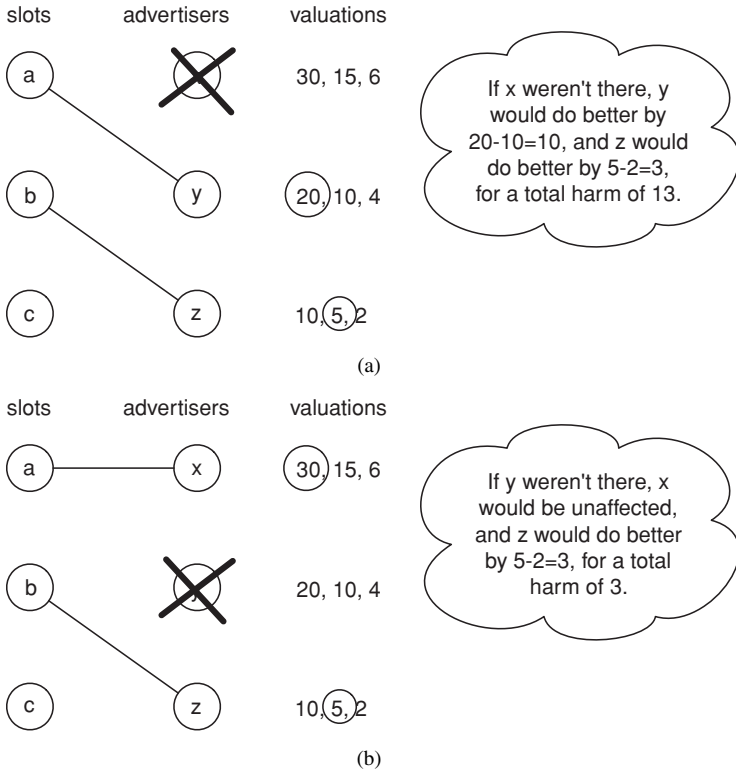 slots advertisers valuations
a 30, 15, 6
If x weren't there, y
would do better by
20-10=10, and z would
do better by 5-2=3,
for a total harm of 13.
b y 20, 10, 4
c z 10, 5, 2
(a)
slots advertisers valuations
a x 30, 15, 6
If y weren't there, x
would be unaffected,
and z would do better
by 5-2=3, for a total
harm of 3.
b 20, 10, 4
c z 10, 5, 2
(b)